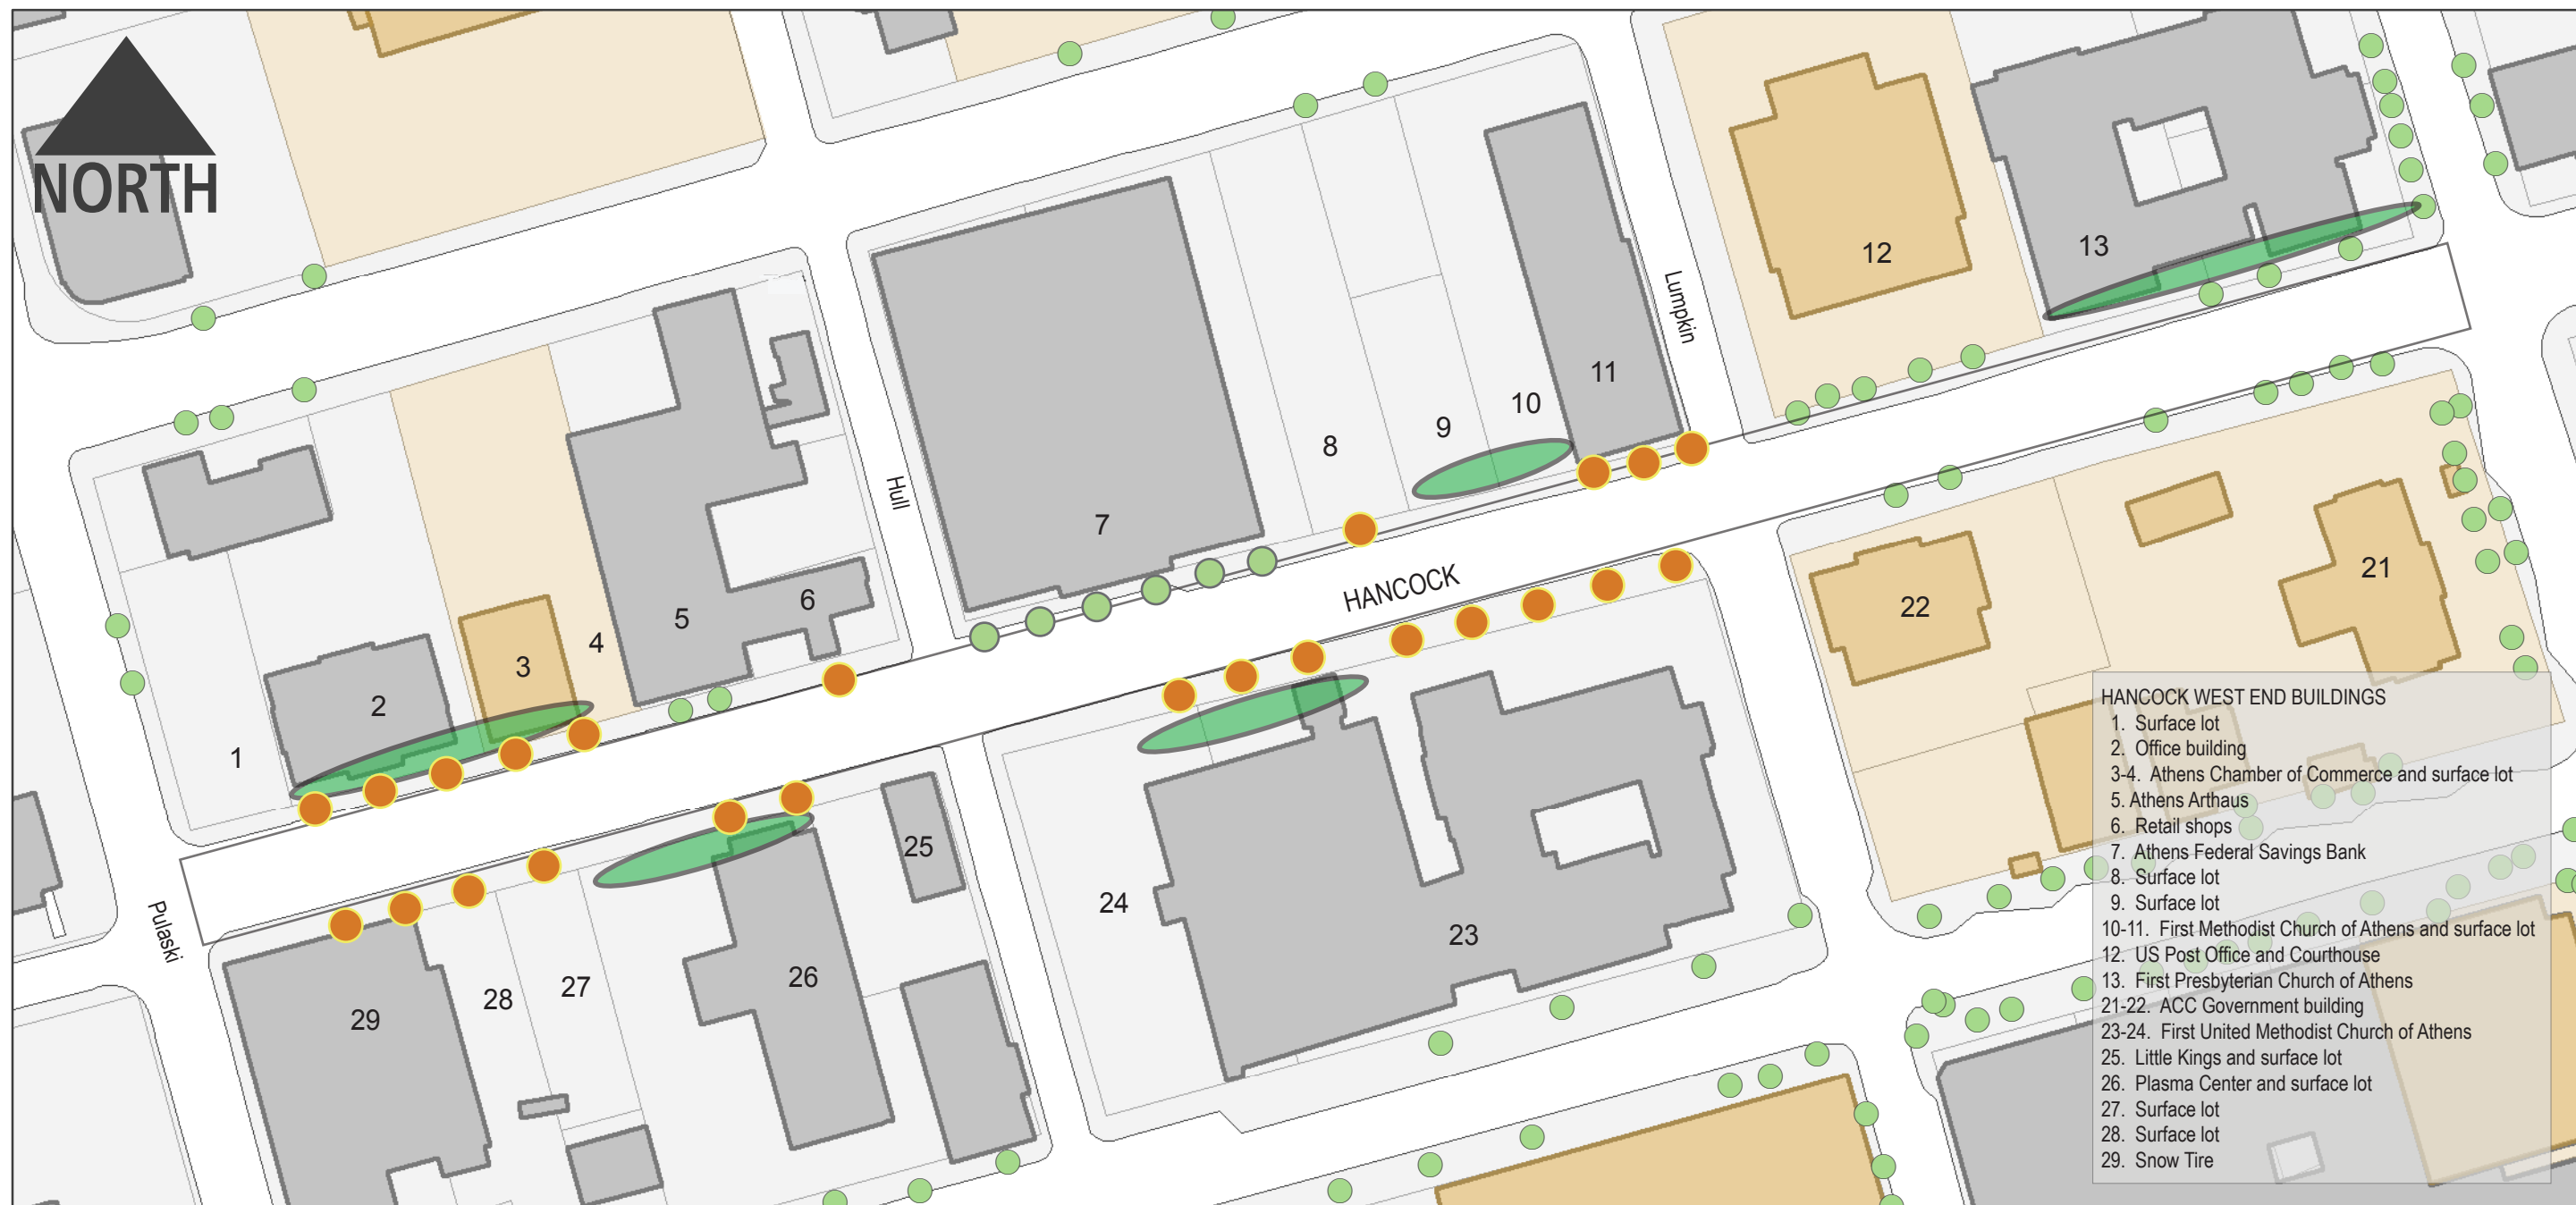 NORTH
12
13
Lumpkin
11
10
9
8
7
Hull
HANCOCK
6
5
4
3
2
1
Pulaski
21
22
23
24
25
26
27
28
29
HANCOCK WEST END BUILDINGS
1. Surface lot
2. Office building
3-4. Athens Chamber of Commerce and surface lot
5. Athens Arthaus
6. Retail shops
7. Athens Federal Savings Bank
8. Surface lot
9. Surface lot
10-11. First Methodist Church of Athens and surface lot
12. US Post Office and Courthouse
13. First Presbyterian Church of Athens
21-22. ACC Government building
23-24. First United Methodist Church of Athens
25. Little Kings and surface lot
26. Plasma Center and surface lot
27. Surface lot
28. Surface lot
29. Snow Tire